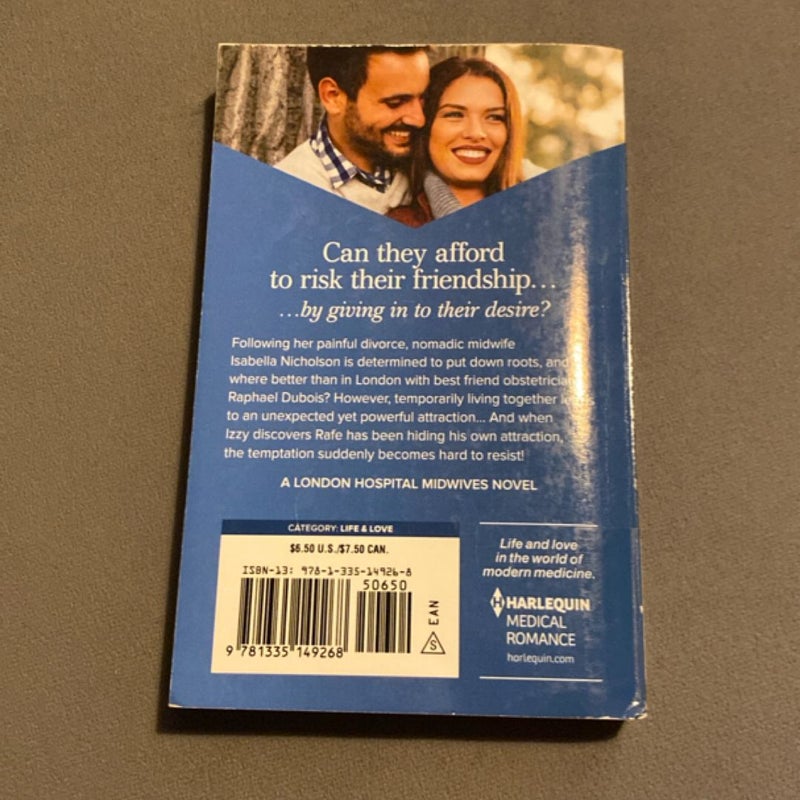 Can they afford
to risk their friendship...
...by giving in to their desire?
Following her painful divorce, nomadic midwife
Isabella Nicholson is determined to put down roots, and
where better than in London with best friend obstetrician
Raphael Dubois? However, temporarily living together
to an unexpected yet powerful attraction... And when
Izzy discovers Rafe has been hiding his own attraction,
the temptation suddenly becomes hard to resist!
A LONDON HOSPITAL MIDWIVES NOVEL
CATEGORY: LIFE & LOVE
$6.50 U.S./$7.50 CAN.
ISBN-13: 978-1-335-14926-8
50650
9 781335 149268
S
EAN
Life and love
in the world of
modern medicine.
H HARLEQUIN
MEDICAL
ROMANCE
harlequin.com